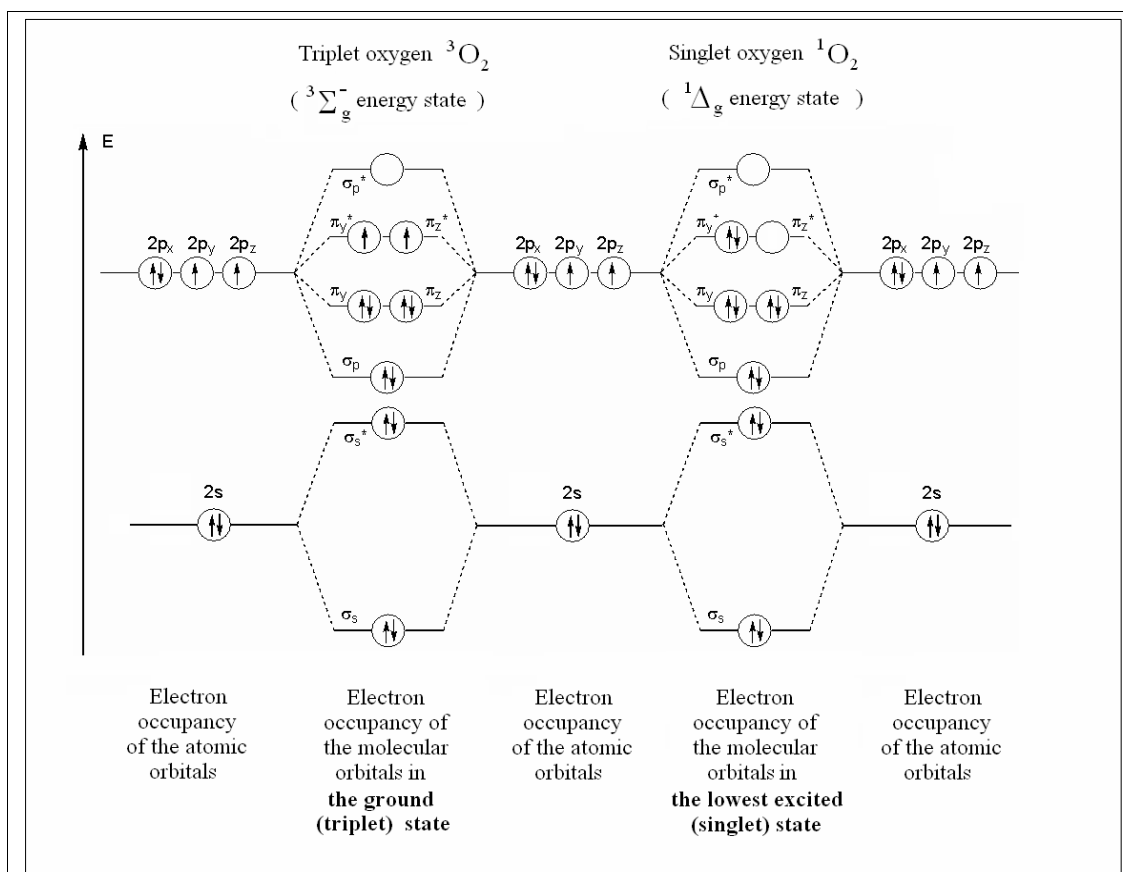 Triplet oxygen ³O₂
( ³Σ⁻g energy state )
Singlet oxygen ¹O₂
( ¹Δg energy state )
E
σp*
σp*
πy* πz*
πy* πz*
2px 2py 2pz
2px 2py 2pz
2px 2py 2pz
πy πz
πy πz
σp
σp
σs*
σs*
2s
2s
2s
σs
σs
Electron
occupancy
of the atomic
orbitals
Electron
occupancy of
the molecular
orbitals in
the ground
(triplet) state
Electron
occupancy
of the atomic
orbitals
Electron
occupancy of
the molecular
orbitals in
the lowest excited
(singlet) state
Electron
occupancy
of the atomic
orbitals